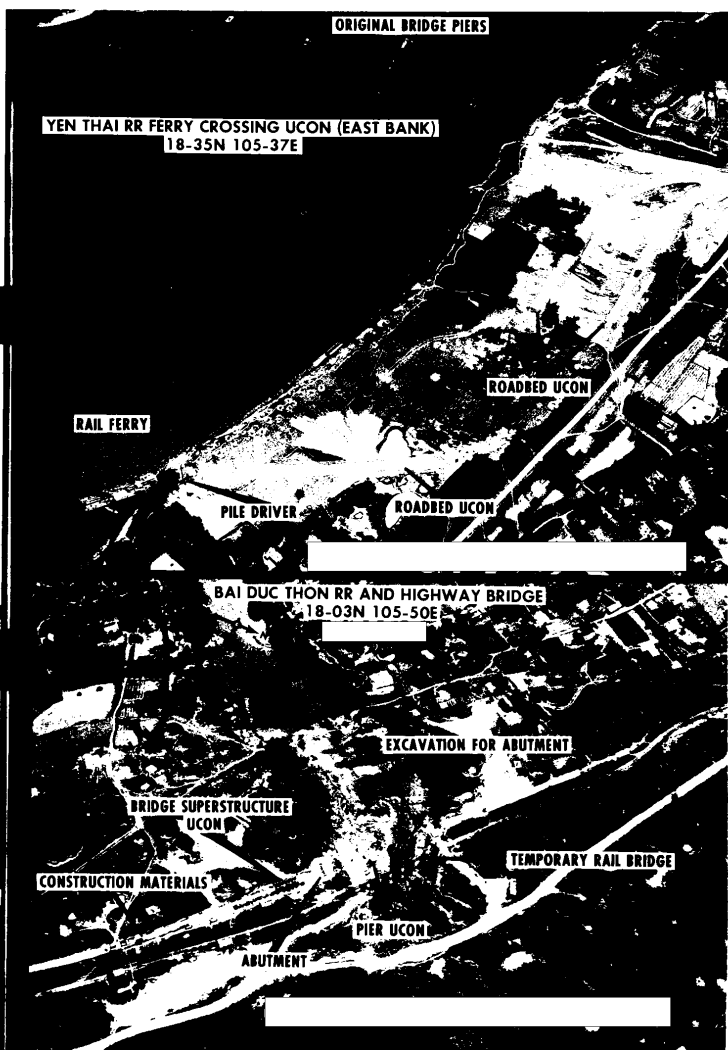 ORIGINAL BRIDGE PIERS
YEN THAI RR FERRY CROSSING UCON (EAST BANK)
18-35N 105-37E
ROADBED UCON
RAIL FERRY
PILE DRIVER
ROADBED UCON
BAI DUC THON RR AND HIGHWAY BRIDGE
18-03N 105-50E
EXCAVATION FOR ABUTMENT
BRIDGE SUPERSTRUCTURE
UCON
TEMPORARY RAIL BRIDGE
CONSTRUCTION MATERIALS
PIER UCON
ABUTMENT